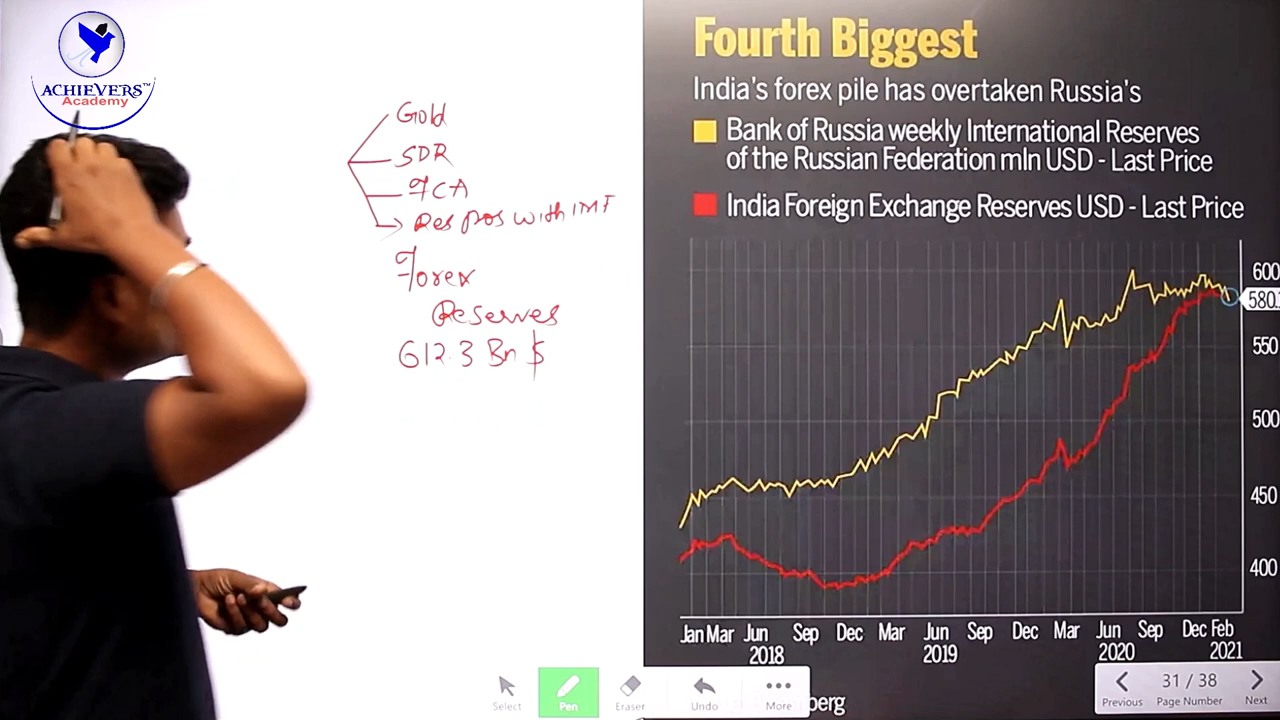 ACHIEVERS™
Academy
Gold
SDR
FCA
Res Pos with IMF
Forex
Reserves
612.3 Bn $
Fourth Biggest
India's forex pile has overtaken Russia's
Bank of Russia weekly International Reserves
of the Russian Federation mln USD - Last Price
India Foreign Exchange Reserves USD - Last Price
600
580.
550
500
450
400
Jan Mar Jun Sep Dec Mar Jun Sep Dec Mar Jun Sep Dec Feb
2018 2019 2020 2021
Select
Pen
Eraser
Undo
More
Previous
31 / 38
Page Number
Next